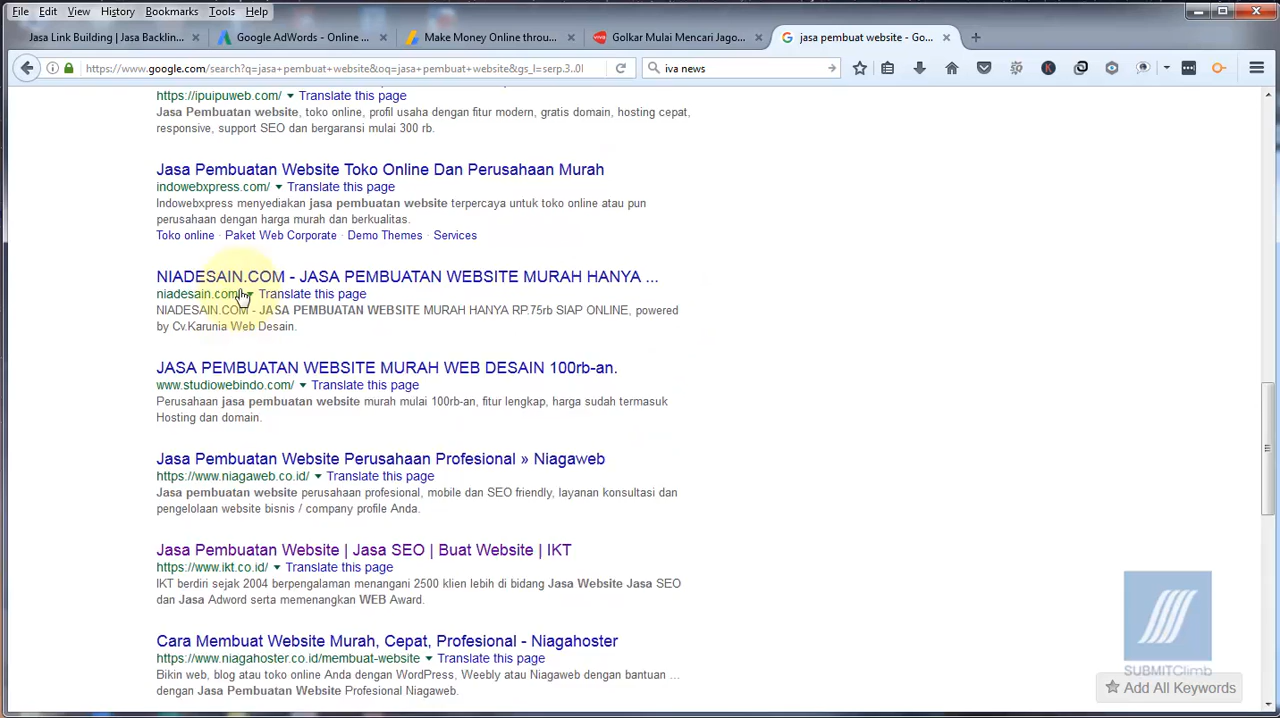 File Edit View History Bookmarks Tools Help
Jasa Link Building | Jasa Backlin...
Google AdWords - Online ...
Make Money Online throu...
Golkar Mulai Mencari Jago...
jasa pembuat website - Go...
https://www.google.com/search?q=jasa+pembuat+website&oq=jasa+pembuat+website&gs_l=serp.3..0l
iva news
https://ipuipuweb.com/ Translate this page
Jasa Pembuatan website, toko online, profil usaha dengan fitur modern, gratis domain, hosting cepat,
responsive, support SEO dan bergaransi mulai 300 rb.
Jasa Pembuatan Website Toko Online Dan Perusahaan Murah
indowebxpress.com/ Translate this page
Indowebxpress menyediakan jasa pembuatan website terpercaya untuk toko online atau pun
perusahaan dengan harga murah dan berkualitas.
Toko online · Paket Web Corporate · Demo Themes · Services
NIADESAIN.COM - JASA PEMBUATAN WEBSITE MURAH HANYA ...
niadesain.com/ Translate this page
NIADESAIN.COM - JASA PEMBUATAN WEBSITE MURAH HANYA RP.75rb SIAP ONLINE, powered
by Cv.Karunia Web Desain.
JASA PEMBUATAN WEBSITE MURAH WEB DESAIN 100rb-an.
www.studiowebindo.com/ Translate this page
Perusahaan jasa pembuatan website murah mulai 100rb-an, fitur lengkap, harga sudah termasuk
Hosting dan domain.
Jasa Pembuatan Website Perusahaan Profesional » Niagaweb
https://www.niagaweb.co.id/ Translate this page
Jasa pembuatan website perusahaan profesional, mobile dan SEO friendly, layanan konsultasi dan
pengelolaan website bisnis / company profile Anda.
Jasa Pembuatan Website | Jasa SEO | Buat Website | IKT
https://www.ikt.co.id/ Translate this page
IKT berdiri sejak 2004 berpengalaman menangani 2500 klien lebih di bidang Jasa Website Jasa SEO
dan Jasa Adword serta memenangkan WEB Award.
Cara Membuat Website Murah, Cepat, Profesional - Niagahoster
https://www.niagahoster.co.id/membuat-website Translate this page
Bikin web, blog atau toko online Anda dengan WordPress, Weebly atau Niagaweb dengan bantuan ...
dengan Jasa Pembuatan Website Profesional Niagaweb.
SUBMITClimb
Add All Keywords